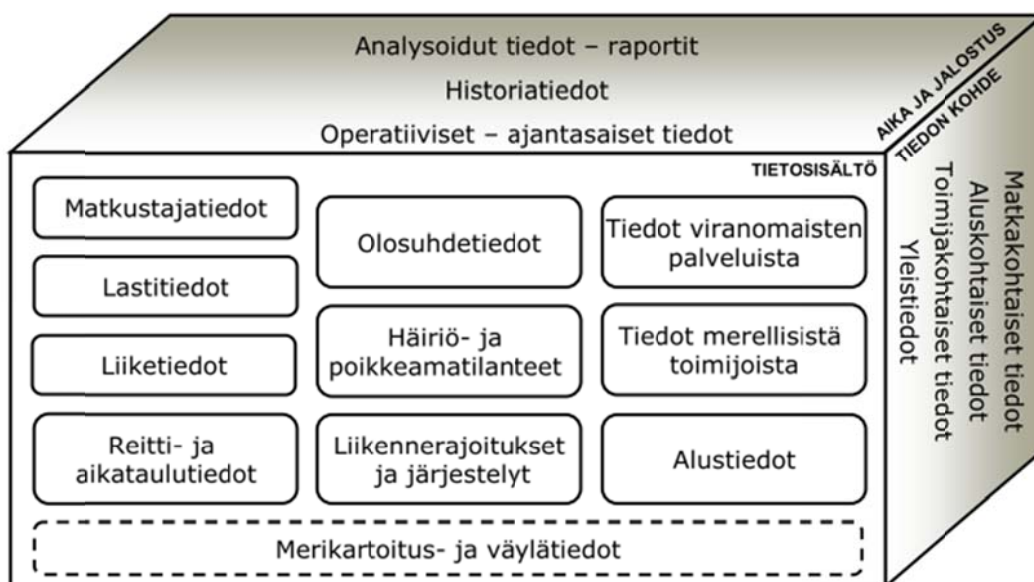 Analysoidut tiedot – raportit
Historiatiedot
Operatiiviset – ajantasaiset tiedot
AIKA JA JALOSTUS
TIEDON KOHDE
TIETOSISÄLTÖ
Matkustajatiedot
Lastitiedot
Liiketiedot
Reitti- ja
aikataulutiedot
Olosuhdetiedot
Häiriö- ja
poikkeamatilanteet
Liikennerajoitukset
ja järjestelyt
Tiedot viranomaisten
palveluista
Tiedot merellisistä
toimijoista
Alustiedot
Merikartoitus- ja väylätiedot
Matkakohtaiset tiedot
Aluskohtaiset tiedot
Toimijakohtaiset tiedot
Yleistiedot